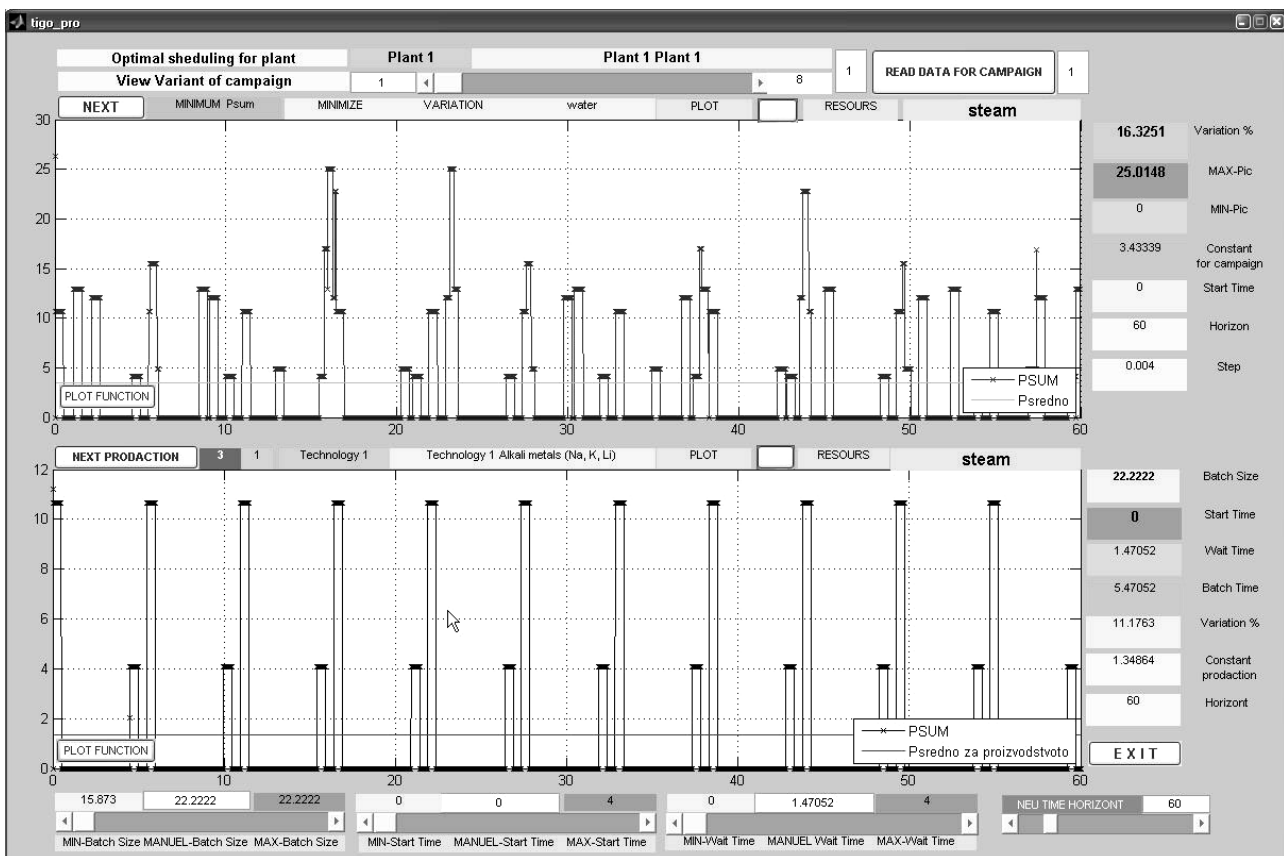 tigo_pro
Optimal sheduling for plant Plant 1 Plant 1 Plant 1 1 READ DATA FOR CAMPAIGN 1
View Variant of campaign 1 8
NEXT MINIMUM Psum MINIMIZE VARIATION water PLOT RESOURS steam
30
25
20
15
10
5
0
0 10 20 30 40 50 60
PLOT FUNCTION
PSUM
Psredno
16.3251 Variation %
25.0148 MAX-Pic
0 MIN-Pic
3.43339 Constant
for campaign
0 Start Time
60 Horizon
0.004 Step
NEXT PRODACTION 3 1 Technology 1 Technology 1 Alkali metals (Na, K, Li) PLOT RESOURS steam
12
10
8
6
4
2
0
0 10 20 30 40 50 60
PLOT FUNCTION
PSUM
Psredno za proizvodstvoto
22.2222 Batch Size
0 Start Time
1.47052 Wait Time
5.47052 Batch Time
11.1763 Variation %
1.34864 Constant
prodaction
60 Horizont
E X I T
15.873 22.2222 22.2222 0 0 4 0 1.47052 4 NEU TIME HORIZONT 60
MIN-Batch Size MANUEL-Batch Size MAX-Batch Size MIN-Start Time MANUEL-Start Time MAX-Start Time MIN-Wait Time MANUEL Wait Time MAX-Wait Time